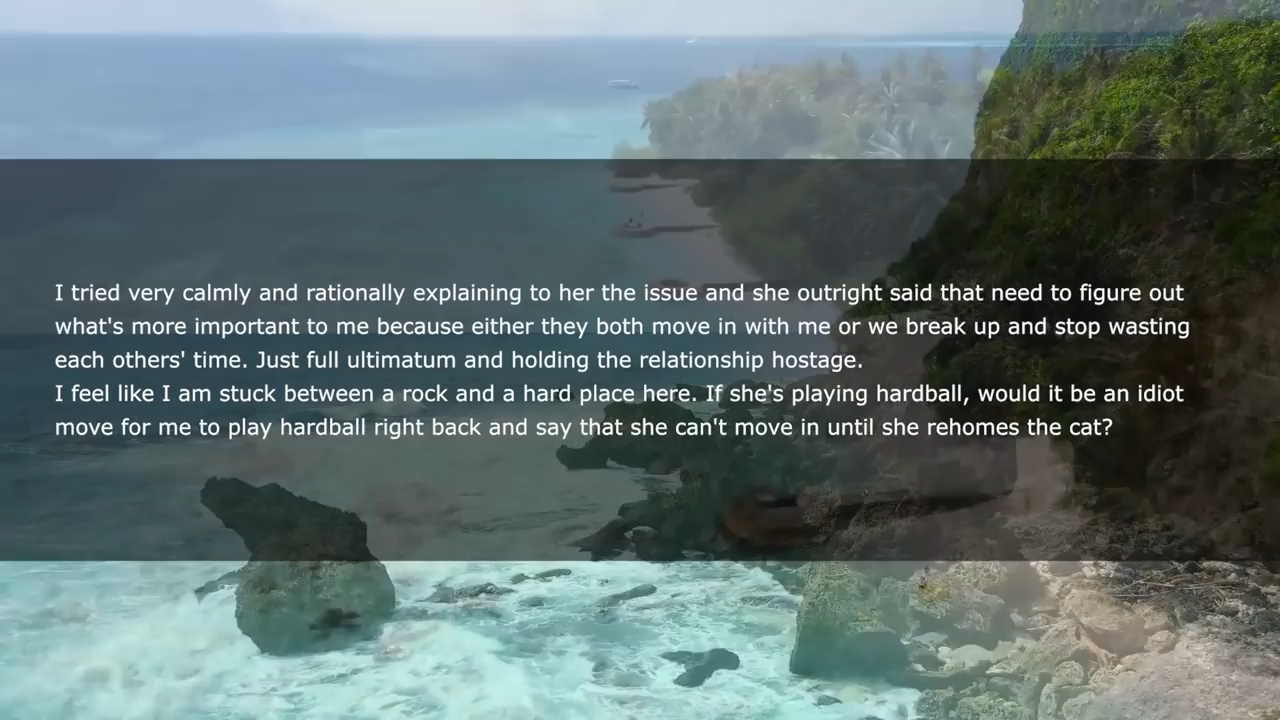 I tried very calmly and rationally explaining to her the issue and she outright said that need to figure out
what's more important to me because either they both move in with me or we break up and stop wasting
each others' time. Just full ultimatum and holding the relationship hostage.
I feel like I am stuck between a rock and a hard place here. If she's playing hardball, would it be an idiot
move for me to play hardball right back and say that she can't move in until she rehomes the cat?